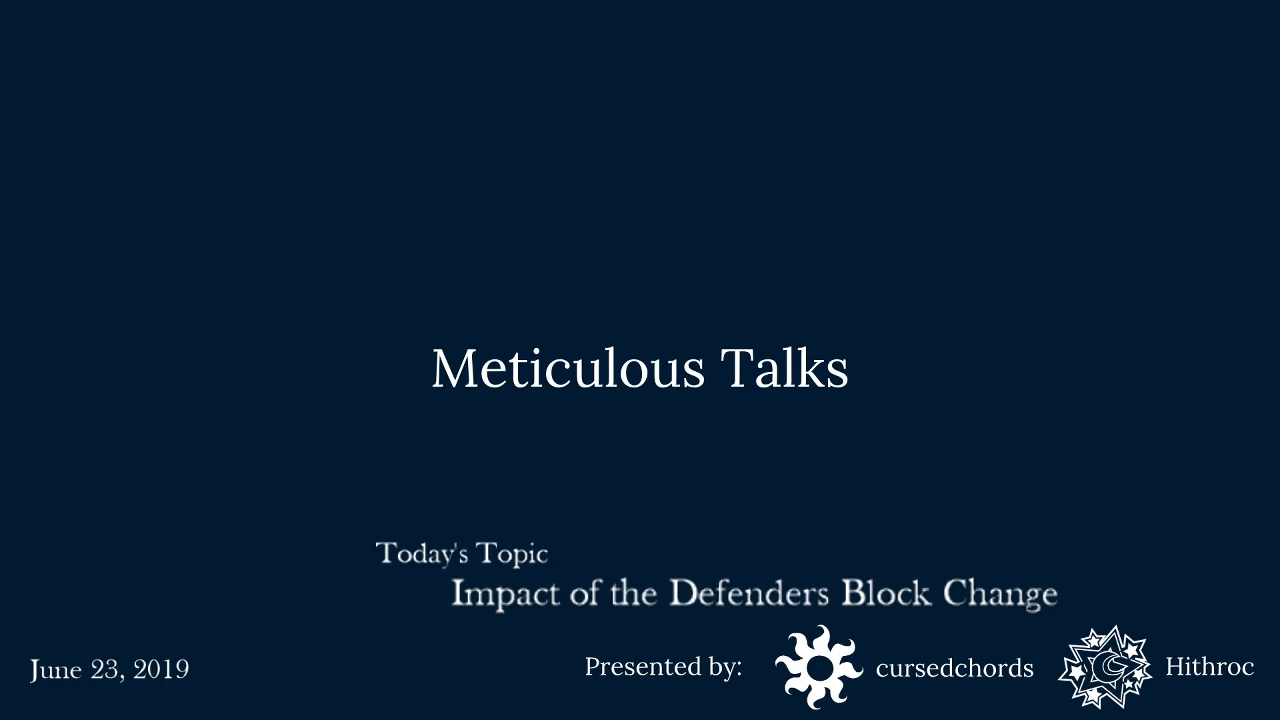 Meticulous Talks
Today's Topic
Impact of the Defenders Block Change
June 23, 2019
Presented by:
cursedchords
Hithroc